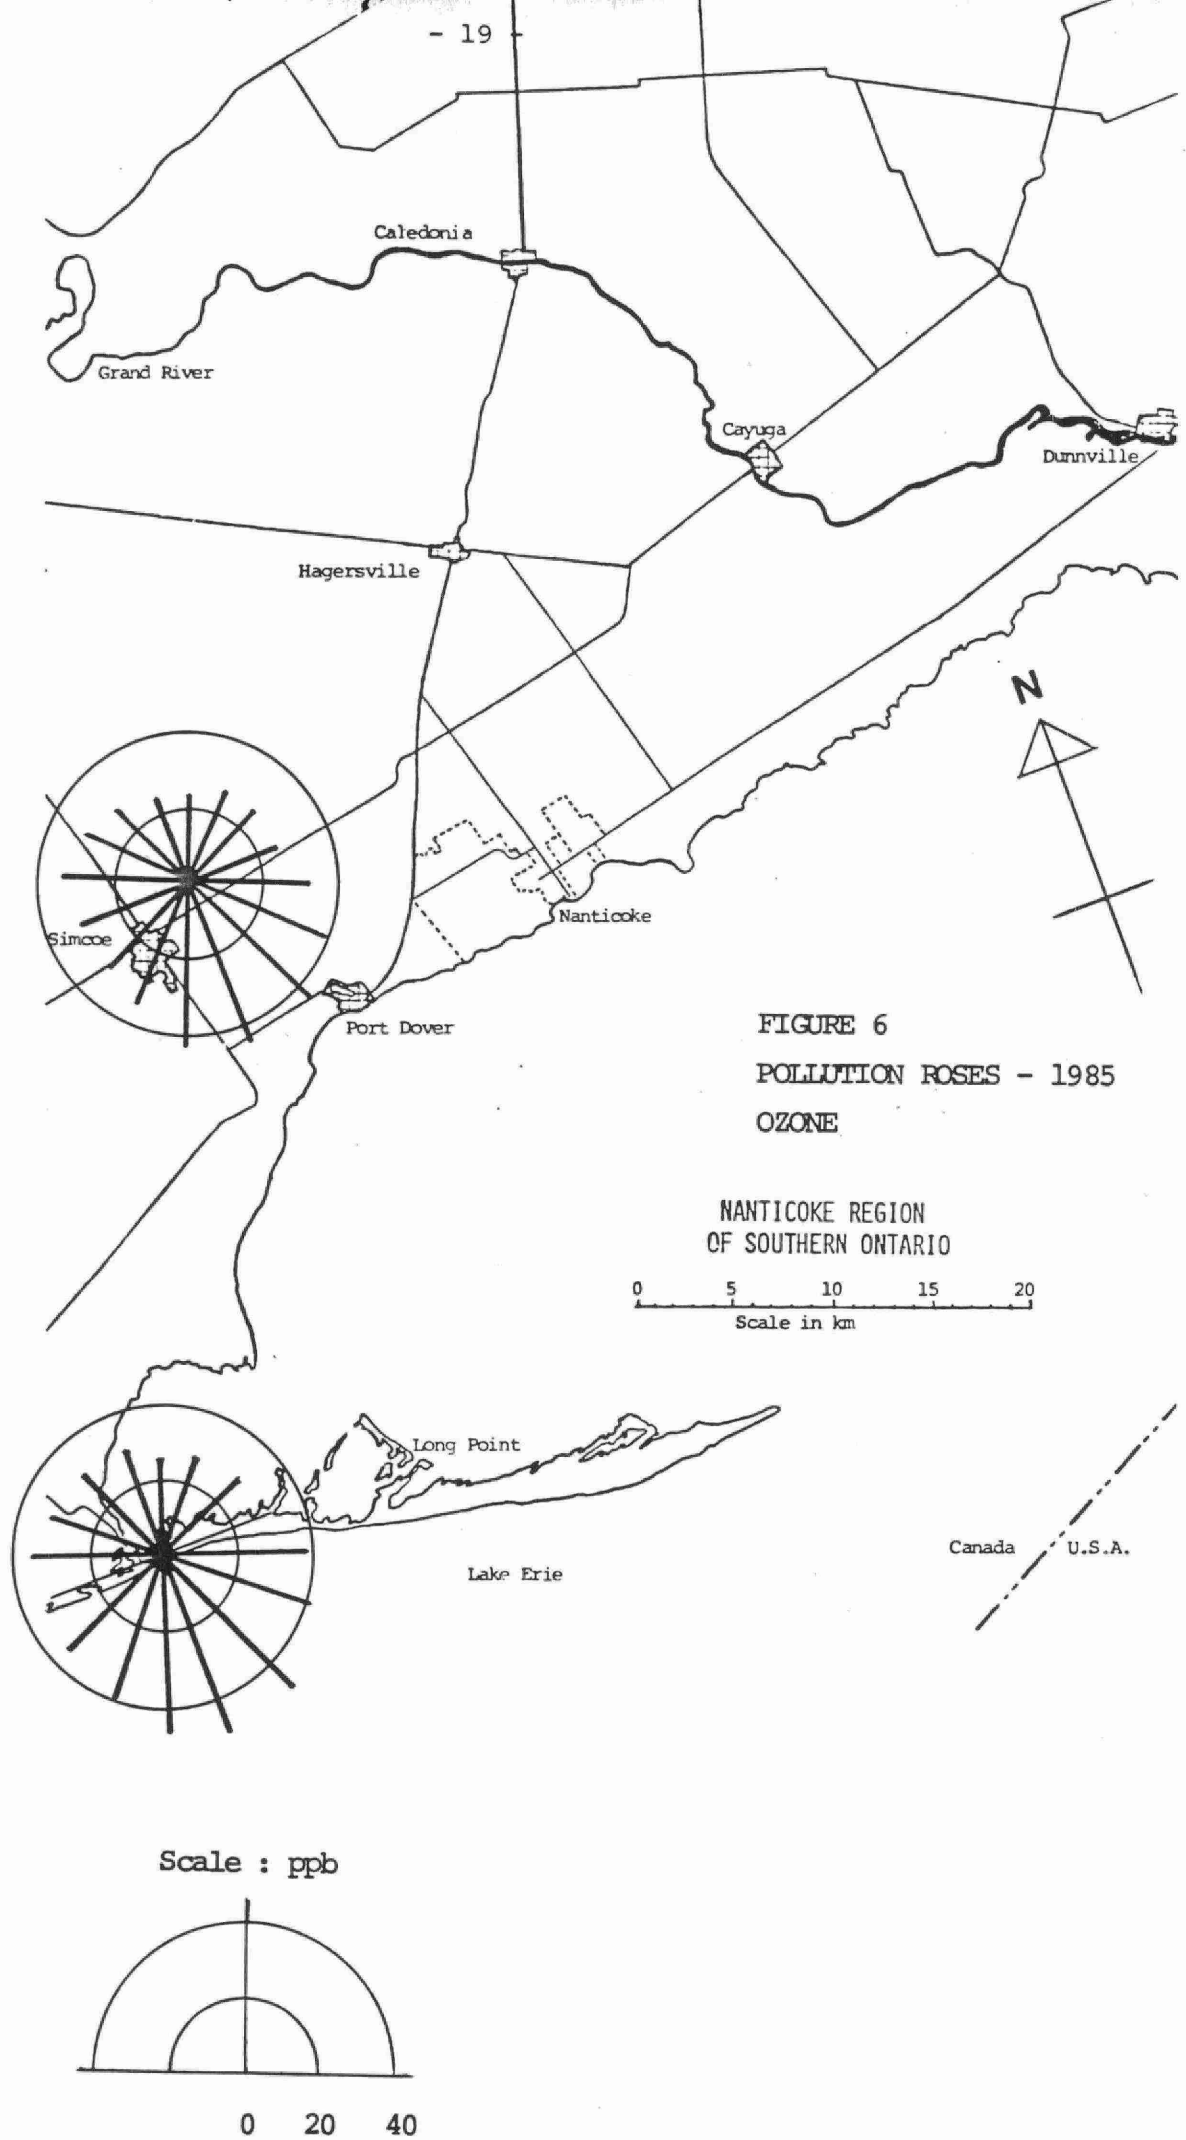 - 19 -
Caledonia
Grand River
Cayuga
Dunnville
Hagersville
N
Simcoe
Nanticoke
Port Dover
FIGURE 6
POLLUTION ROSES - 1985
OZONE
NANTICOKE REGION
OF SOUTHERN ONTARIO
0 5 10 15 20
Scale in km
Long Point
Canada U.S.A.
Lake Erie
Scale : ppb
0 20 40